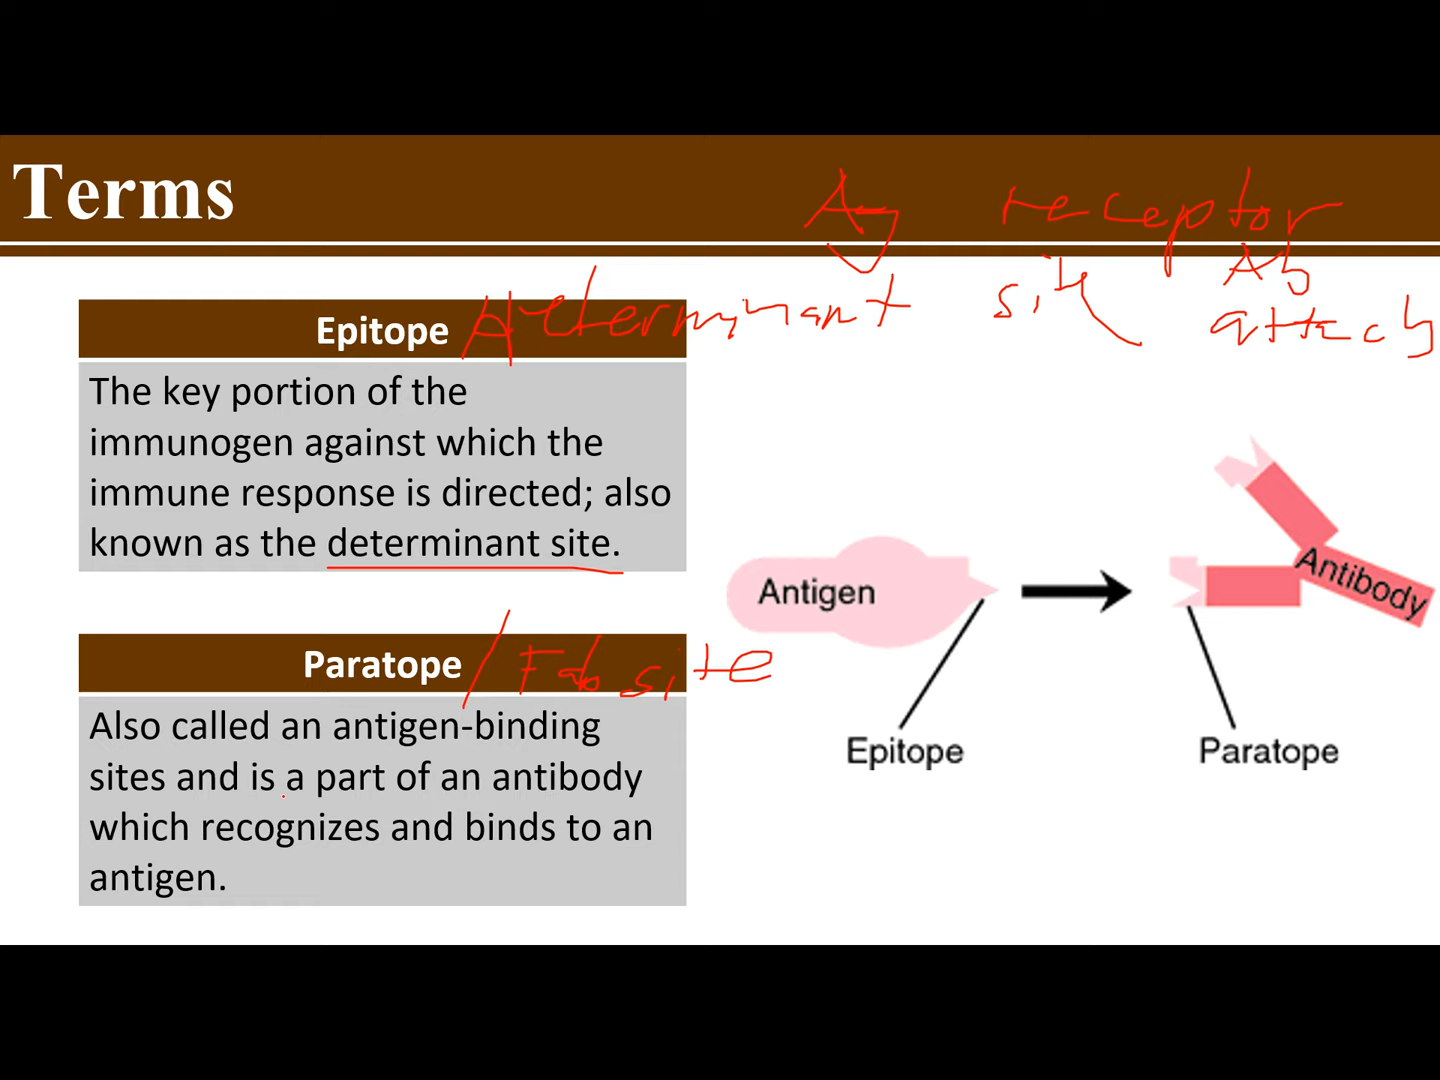 Terms
Ag receptor
Epitope / determinant site Ab
attach
The key portion of the
immunogen against which the
immune response is directed; also
known as the determinant site.
Antigen
Antibody
Epitope
Paratope
Paratope / Fab site
Also called an antigen-binding
sites and is a part of an antibody
which recognizes and binds to an
antigen.